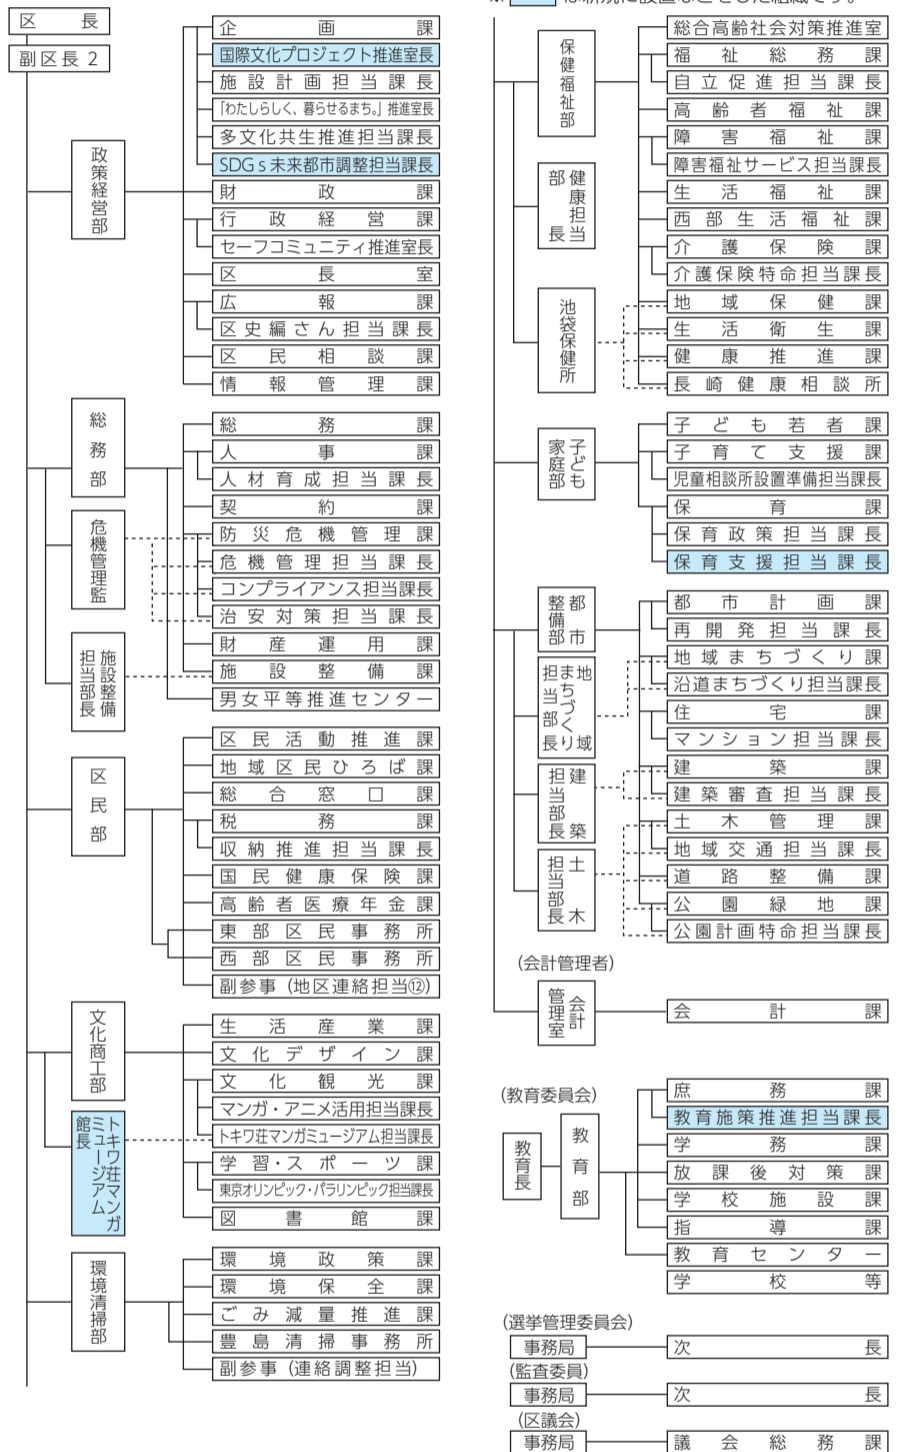 区長
副区長 2
政策経営部
企画課
国際文化プロジェクト推進室長
施設計画担当課長
「わたしらしく、暮らせるまち。」推進室長
多文化共生推進担当課長
SDGs未来都市調整担当課長
財政課
行政経営課
セーフコミュニティ推進室長
区長室
広報課
区史編さん担当課長
区民相談課
情報管理課
総務部
危機管理監
施設整備担当部長
総務課
人事課
人材育成担当課長
契約課
防災危機管理課
危機管理担当課長
コンプライアンス担当課長
治安対策担当課長
財産運用課
施設整備課
男女平等推進センター
区民部
区民活動推進課
地域区民ひろば課
総合窓口課
税務課
収納推進担当課長
国民健康保険課
高齢者医療年金課
東部区民事務所
西部区民事務所
副参事（地区連絡担当⑫）
文化商工部
トキワ荘マンガミュージアム館長
生活産業課
文化デザイン課
文化観光課
マンガ・アニメ活用担当課長
トキワ荘マンガミュージアム担当課長
学習・スポーツ課
東京オリンピック・パラリンピック担当課長
図書館課
環境清掃部
環境政策課
環境保全課
ごみ減量推進課
豊島清掃事務所
副参事（連絡調整担当）
保健福祉部
健康担当部長
池袋保健所
総合高齢社会対策推進室
福祉総務課
自立促進担当課長
高齢者福祉課
障害福祉課
障害福祉サービス担当課長
生活福祉課
西部生活福祉課
介護保険課
介護保険特命担当課長
地域保健課
生活衛生課
健康推進課
長崎健康相談所
子ども家庭部
子ども若者課
子育て支援課
児童相談所設置準備担当課長
保育課
保育政策担当課長
保育支援担当課長
都市整備部
地域まちづくり担当部長
建築担当部長
土木担当部長
都市計画課
再開発担当課長
地域まちづくり課
沿道まちづくり担当課長
住宅課
マンション担当課長
建築課
建築審査担当課長
土木管理課
地域交通担当課長
道路整備課
公園緑地課
公園計画特命担当課長
(会計管理者)
会計管理室
会計課
(教育委員会)
教育長
教育部
庶務課
教育施策推進担当課長
学務課
放課後対策課
学校施設課
指導課
教育センター
学校等
(選挙管理委員会)
事務局
次長
(監査委員)
事務局
次長
(区議会)
事務局
議会総務課